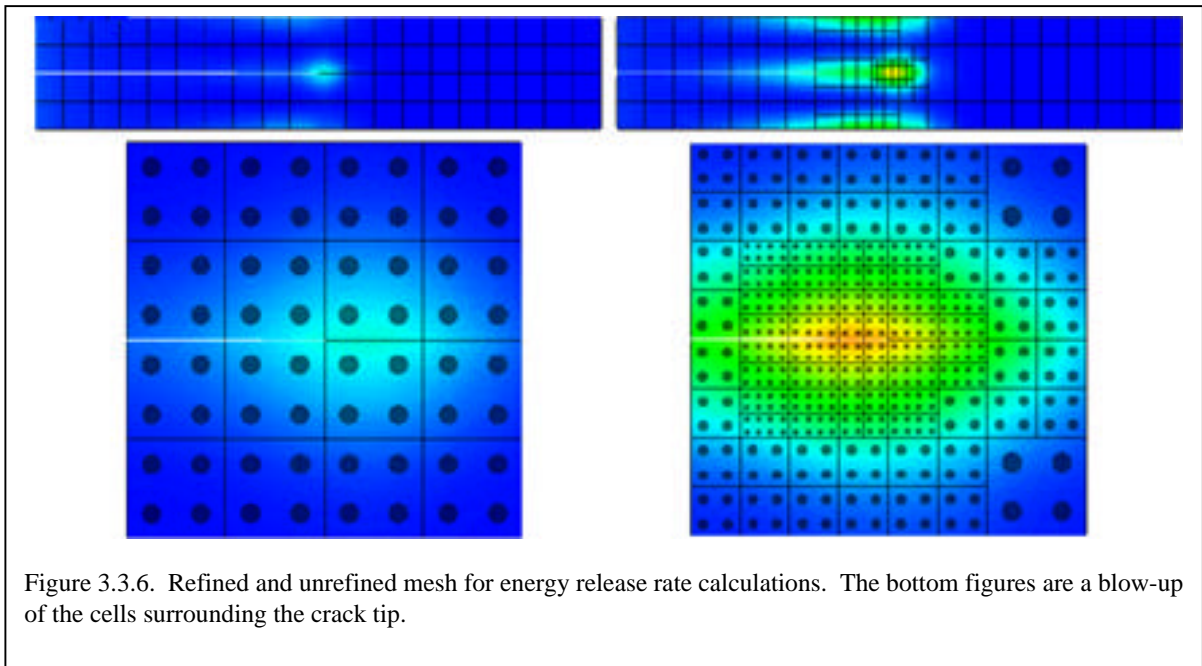 Figure 3.3.6.  Refined and unrefined mesh for energy release rate calculations.  The bottom figures are a blow-up
of the cells surrounding the crack tip.